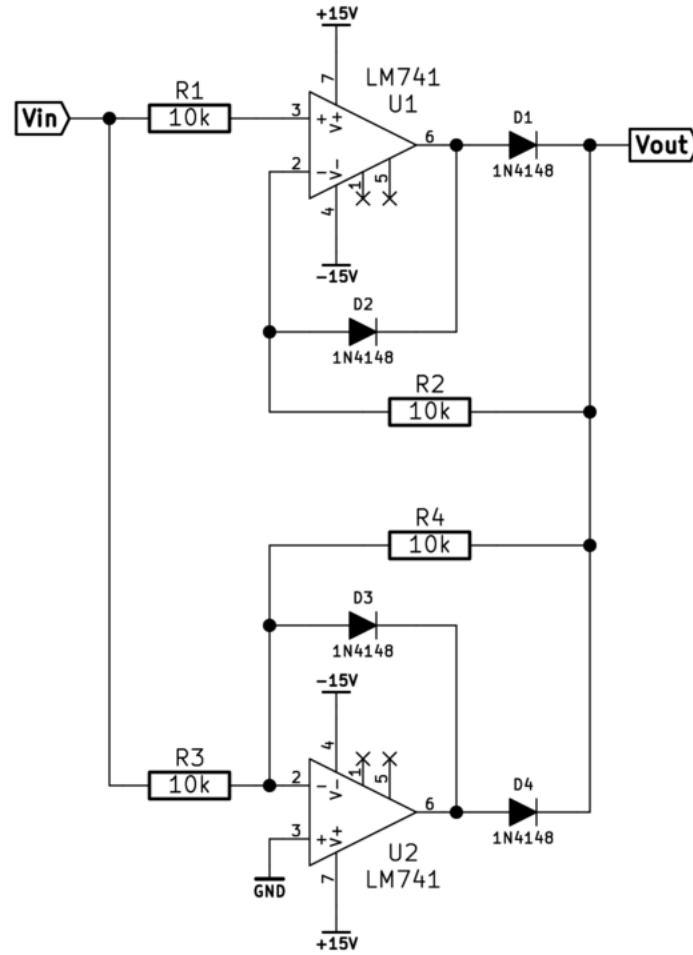 +15V
7
LM741
U1
R1
10k
Vin
3
+
V+
6
D1
1N4148
Vout
2
−
V-
1
5
4
-15V
D2
1N4148
R2
10k
R4
10k
D3
1N4148
-15V
4
1
5
R3
10k
2
−
V-
6
D4
1N4148
3
+
V+
U2
LM741
GND
7
+15V